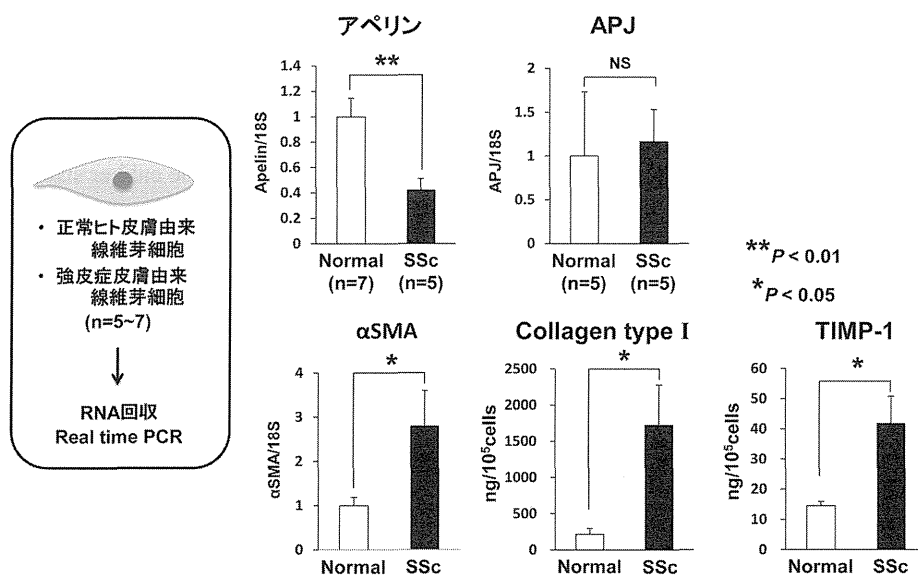 ・ 正常ヒト皮膚由来
線維芽細胞
・ 強皮症皮膚由来
線維芽細胞
(n=5~7)
RNA回収
Real time PCR
アペリン
**
Apelin/18S
1.4
1.2
1
0.8
0.6
0.4
0.2
0
Normal
(n=7)
SSc
(n=5)
APJ
NS
APJ/18S
2
1.5
1
0.5
0
Normal
(n=5)
SSc
(n=5)
**P < 0.01
*P < 0.05
αSMA
*
αSMA/18S
4
3
2
1
0
Normal
SSc
Collagen type I
*
ng/10⁵cells
2500
2000
1500
1000
500
0
Normal
SSc
TIMP-1
*
ng/10⁵cells
60
50
40
30
20
10
0
Normal
SSc